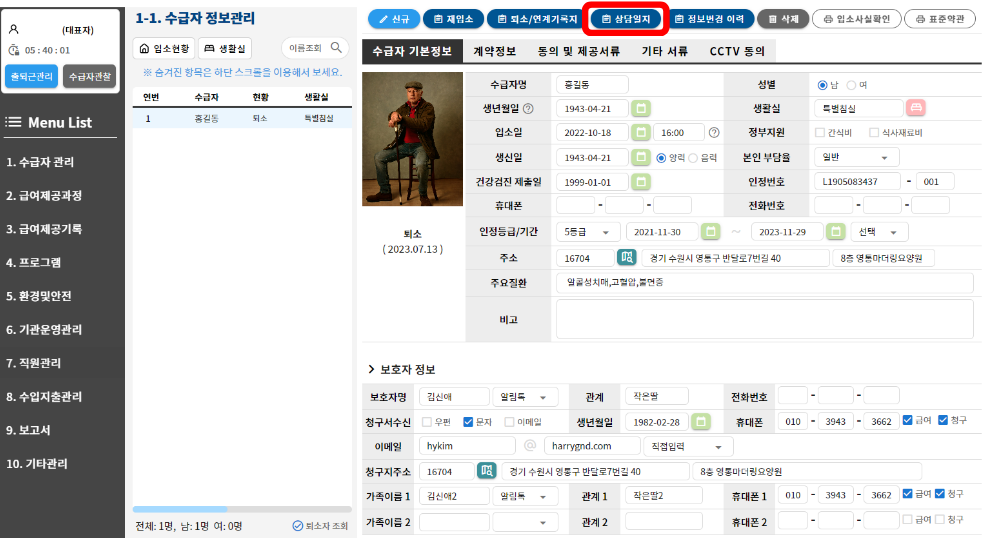 (대표자)
05 : 40 : 01
출퇴근관리 수급자관찰
Menu List
1. 수급자 관리
2. 급여제공과정
3. 급여제공기록
4. 프로그램
5. 환경및안전
6. 기관운영관리
7. 직원관리
8. 수입지출관리
9. 보고서
10. 기타관리
1-1. 수급자 정보관리
입소현황 생활실 이름조회
※ 숨겨진 항목은 하단 스크롤을 이용해서 보세요.
연번 수급자 현황 생활실
1 홍길동 퇴소 특별침실
전체: 1명, 남: 1명 여: 0명 퇴소자 조회
신규 재입소 퇴소/연계기록지 상담일지 정보변경 이력 삭제 입소사실확인 표준약관
수급자 기본정보 계약정보 동의 및 제공서류 기타 서류 CCTV 동의
퇴소
( 2023.07.13 )
수급자명 홍길동 성별 남 여
생년월일 1943-04-21 생활실 특별침실
입소일 2022-10-18 16:00 정부지원 간식비 식사재료비
생신일 1943-04-21 양력 음력 본인 부담율 일반
건강검진 제출일 1999-01-01 인정번호 L1905083437 - 001
휴대폰 - - 전화번호 - -
인정등급/기간 5등급 2021-11-30 ~ 2023-11-29 선택
주소 16704 경기 수원시 영통구 반달로7번길 40 8층 영통마더링요양원
주요질환 알콜성치매,고혈압,불면증
비고
보호자 정보
보호자명 김신애 알림톡 관계 작은딸 전화번호 - -
청구서수신 우편 문자 이메일 생년월일 1982-02-28 휴대폰 010 - 3943 - 3662 급여 청구
이메일 hykim @ harrygnd.com 직접입력
청구지주소 16704 경기 수원시 영통구 반달로7번길 40 8층 영통마더링요양원
가족이름 1 김신애2 알림톡 관계 1 작은딸2 휴대폰 1 010 - 3943 - 3662 급여 청구
가족이름 2 관계 2 휴대폰 2 - - 급여 청구